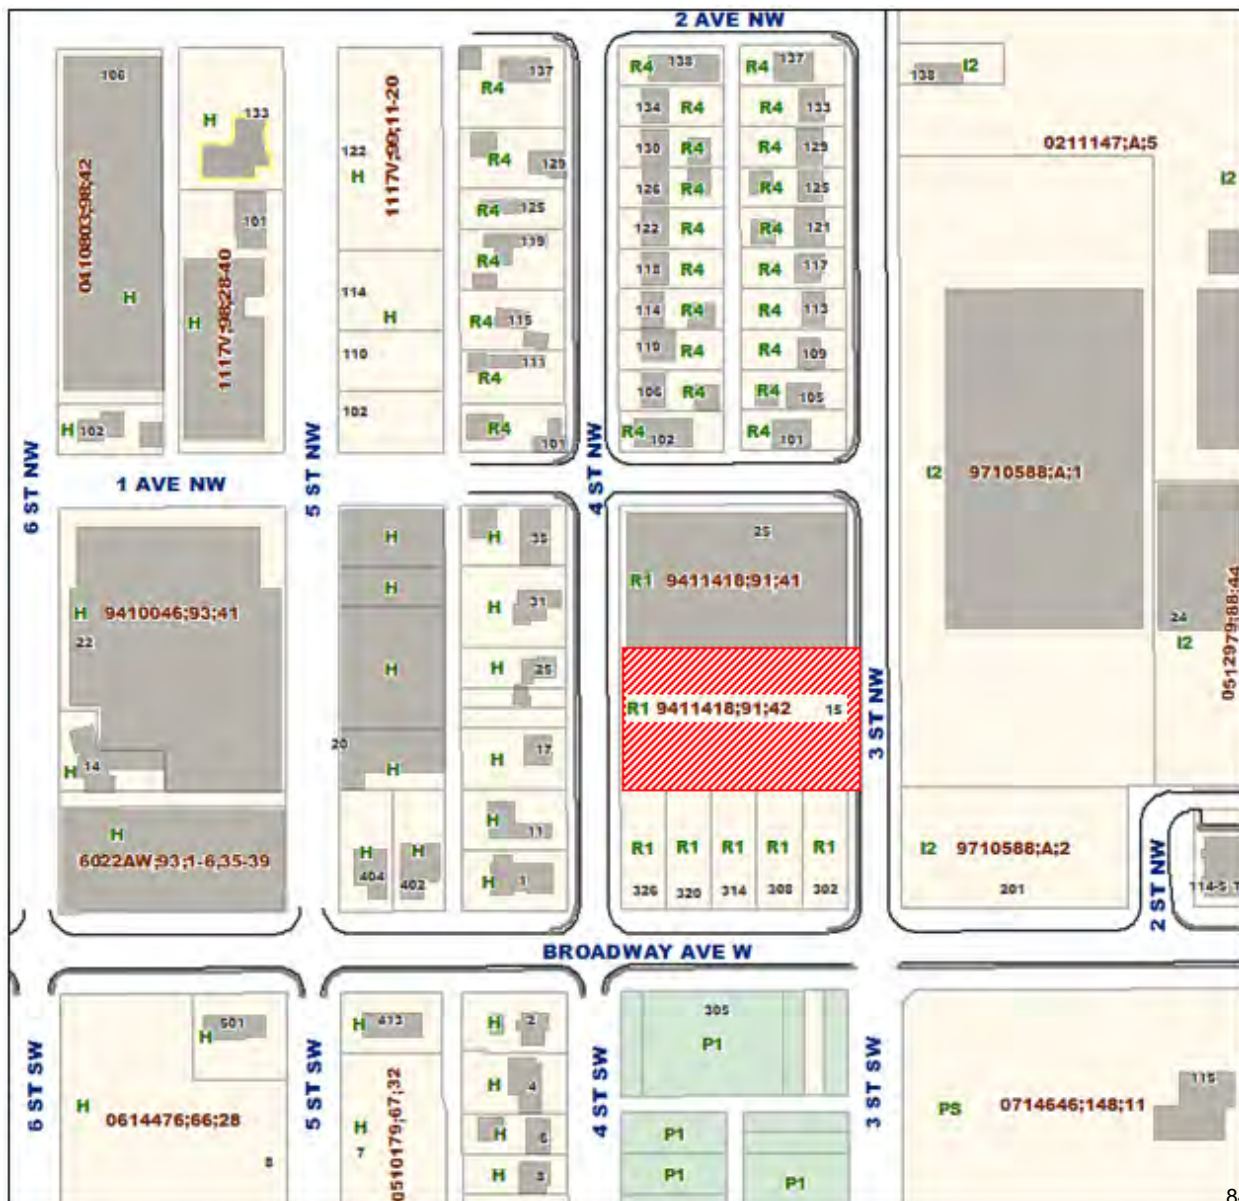 2 AVE NW
106
H
133
H
0410803;98;42
101
H
1117V;98;28-40
H
102
122
H
1117V;99;11-20
114
H
110
102
137
R4
R4
129
R4
125
119
R4
R4
115
111
R4
R4
101
R4
138
R4
137
134
R4
R4
133
130
R4
R4
129
126
R4
R4
125
122
R4
R4
121
118
R4
R4
117
114
R4
R4
113
110
R4
R4
109
106
R4
R4
105
R4
102
R4
101
138
I2
0211147;A;5
I2
I2
9710588;A;1
6 ST NW
1 AVE NW
5 ST NW
4 ST NW
3 ST NW
H
9410046;93;41
22
H
14
H
6022AW;93;1-6,35-39
H
H
H
20
H
H
404
H
402
H
35
H
31
H
25
H
17
H
11
H
1
25
R1
9411418;91;41
R1
9411418;91;42
15
R1
R1
R1
R1
R1
326
320
314
308
302
24
I2
0512979;88;44
I2
9710588;A;2
201
2 ST NW
BROADWAY AVE W
6 ST SW
5 ST SW
4 ST SW
3 ST SW
501
H
H
0614476;66;28
8
H
413
H
7
0510179;67;32
H
2
H
4
H
H
305
P1
P1
P1
P1
PS
0714646;148;11
115